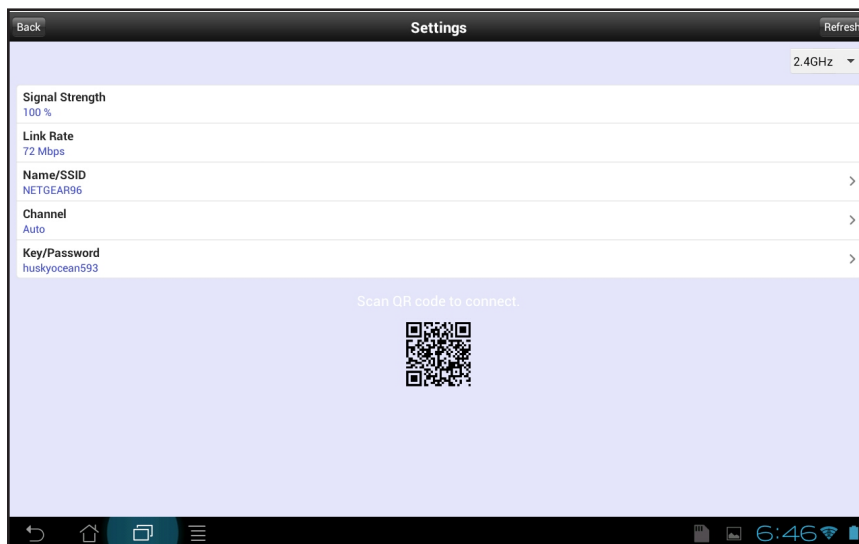 Back
Settings
Refresh
2.4GHz
Signal Strength
100 %
Link Rate
72 Mbps
Name/SSID
NETGEAR96
Channel
Auto
Key/Password
huskyocean593
Scan QR code to connect.
6:46